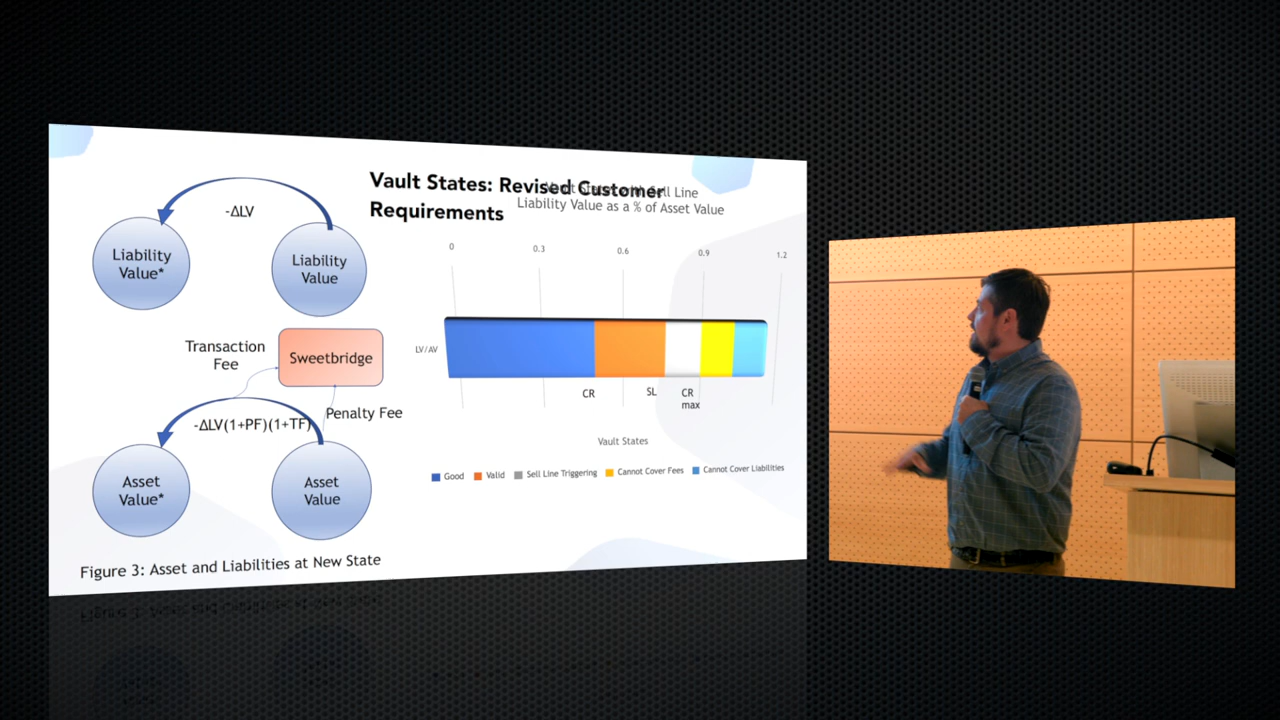 Vault States: Revised Customer
Requirements
Sell Line
Liability Value as a % of Asset Value
-ΔLV
Liability
Value*
Liability
Value
Transaction
Fee
Sweetbridge
Penalty Fee
-ΔLV(1+PF)(1+TF)
Asset
Value*
Asset
Value
Figure 3: Asset and Liabilities at New State
0 0.3 0.6 0.9 1.2
LV/AV
CR SL CR
max
Vault States
Good Valid Sell Line Triggering Cannot Cover Fees Cannot Cover Liabilities